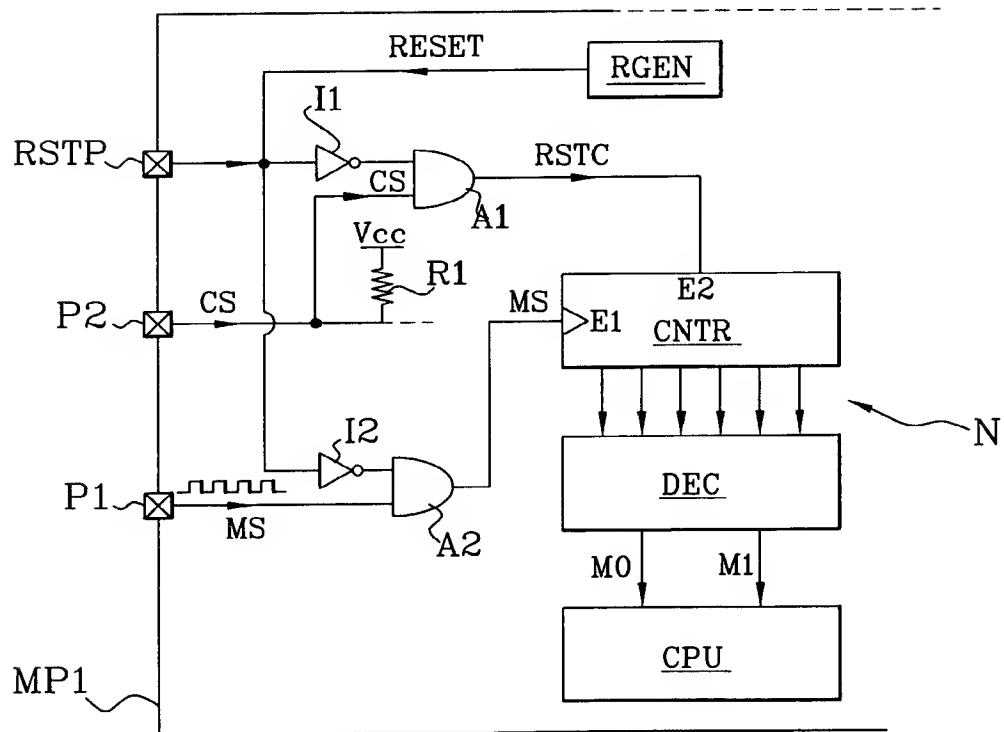 RESET
RGEN
I1
RSTP
CS
RSTC
A1
Vcc
R1
P2
CS
MS
E2
E1
CNTR
N
I2
P1
MS
A2
DEC
M0
M1
CPU
MP1